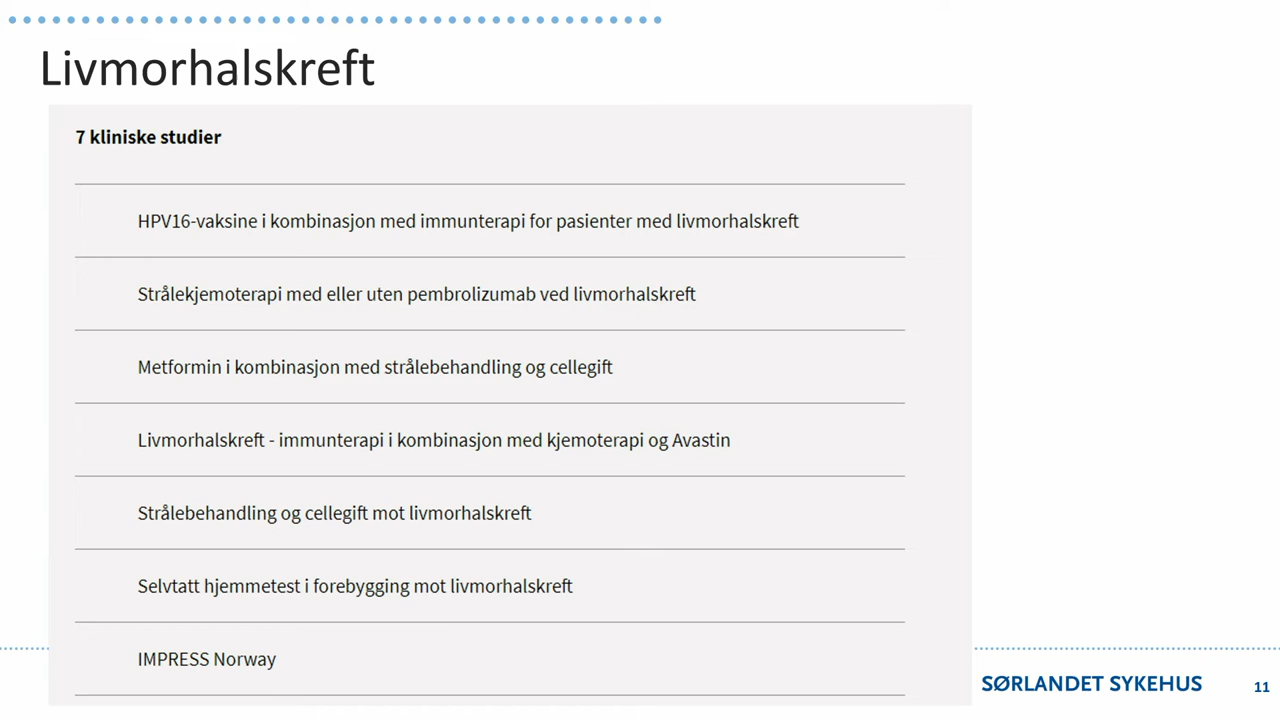 Livmorhalskreft
7 kliniske studier
HPV16-vaksine i kombinasjon med immunterapi for pasienter med livmorhalskreft
Strålekjemoterapi med eller uten pembrolizumab ved livmorhalskreft
Metformin i kombinasjon med strålebehandling og cellegift
Livmorhalskreft - immunterapi i kombinasjon med kjemoterapi og Avastin
Strålebehandling og cellegift mot livmorhalskreft
Selvtatt hjemmetest i forebygging mot livmorhalskreft
IMPRESS Norway
SØRLANDET SYKEHUS 11